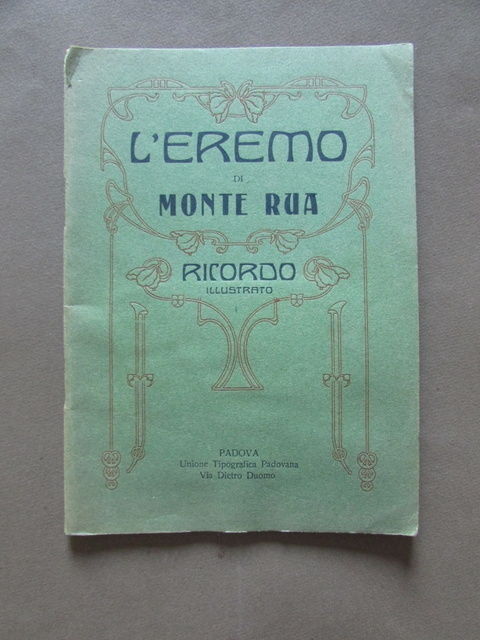 L'EREMO
DI
MONTE RUA
RICORDO
ILLUSTRATO
PADOVA
Unione Tipografica Padovana
Via Dietro Duomo